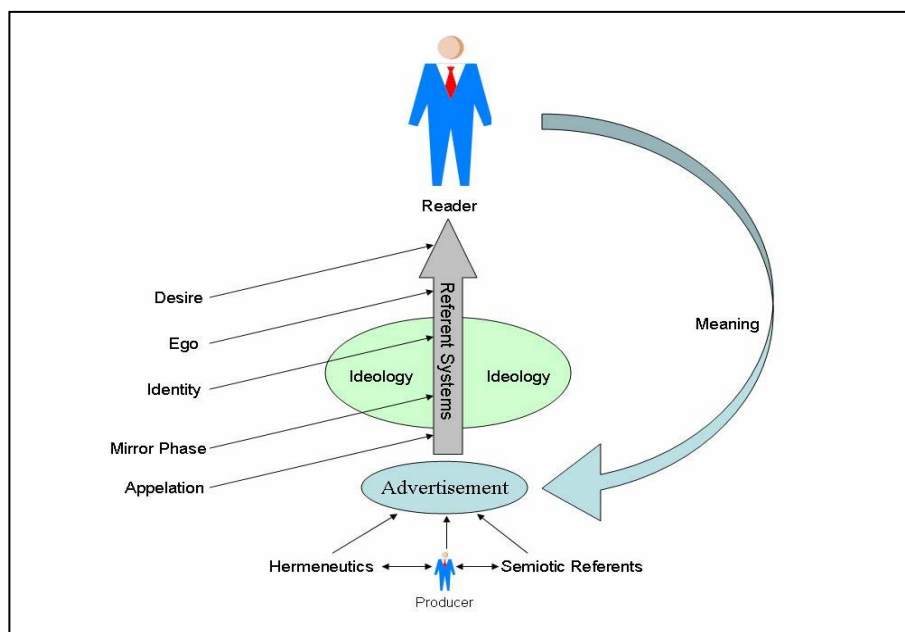 Reader
Desire
Ego
Identity
Mirror Phase
Appelation
Referent Systems
Ideology
Ideology
Meaning
Advertisement
Hermeneutics
Semiotic Referents
Producer